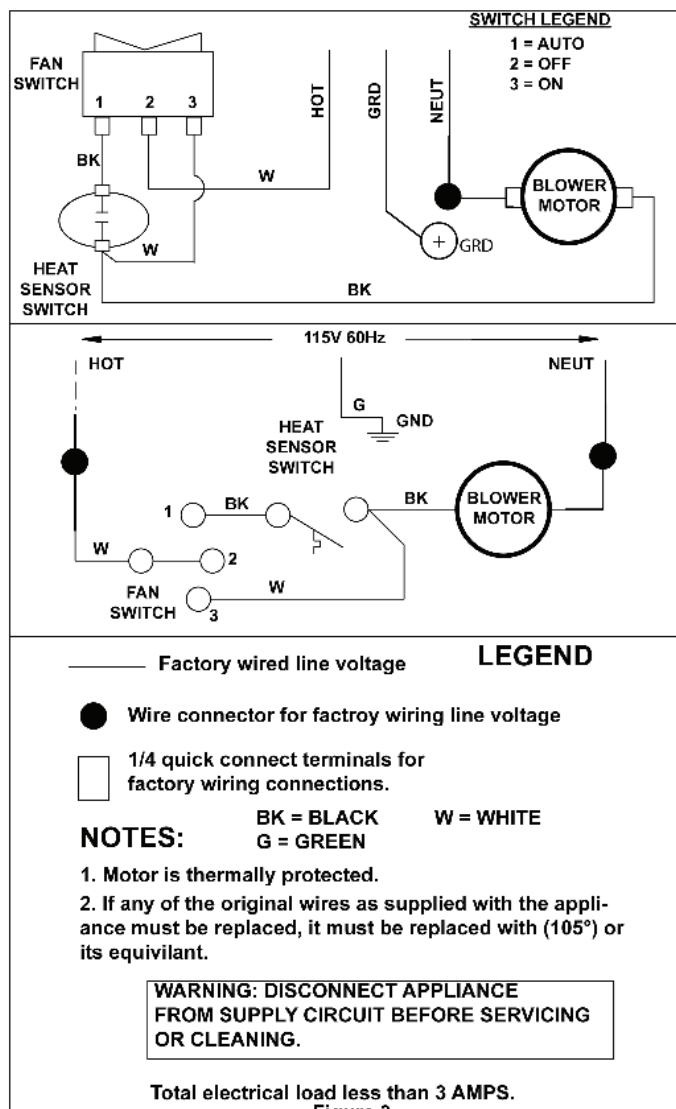 SWITCH LEGEND
1 = AUTO
2 = OFF
3 = ON
FAN
SWITCH
1 2 3
HOT
GRD
NEUT
BK
W
W
BLOWER
MOTOR
GRD
HEAT
SENSOR
SWITCH
BK
115V 60Hz
HOT
NEUT
G
GND
HEAT
SENSOR
SWITCH
1
BK
BK
BLOWER
MOTOR
W
2
FAN
SWITCH
W
3
LEGEND
Factory wired line voltage
Wire connector for factroy wiring line voltage
1/4 quick connect terminals for
factory wiring connections.
BK = BLACK W = WHITE
G = GREEN
NOTES:
1. Motor is thermally protected.
2. If any of the original wires as supplied with the appli-
ance must be replaced, it must be replaced with (105°) or
its equivilant.
WARNING: DISCONNECT APPLIANCE
FROM SUPPLY CIRCUIT BEFORE SERVICING
OR CLEANING.
Total electrical load less than 3 AMPS.